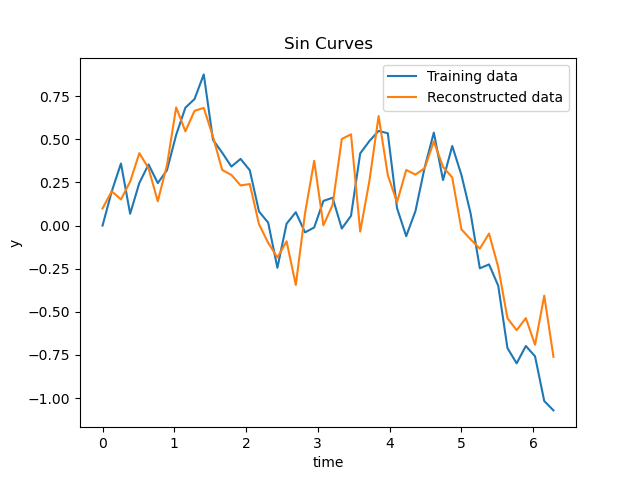 Sin Curves
Training data
Reconstructed data
0.75
0.50
0.25
0.00
−0.25
−0.50
−0.75
−1.00
y
0 1 2 3 4 5 6
time